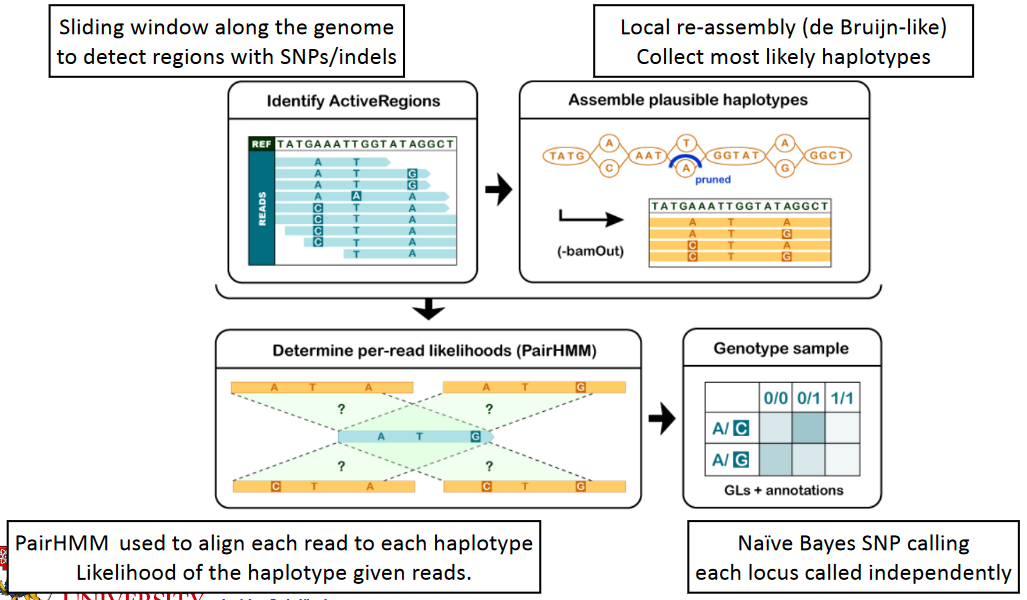 Sliding window along the genome
to detect regions with SNPs/indels
Local re-assembly (de Bruijn-like)
Collect most likely haplotypes
Identify ActiveRegions
REF TATGAAATTGGTATAGGCT
READS
A T
A T G
A T G
A A A
C T A
C T A
C T A
C T A
T A
Assemble plausible haplotypes
TATG A C AAT T A GGTAT A G GGCT
pruned
(-bamOut)
TATGAAATTGGTATAGGCT
A T A
A T G
C T A
C T G
Determine per-read likelihoods (PairHMM)
A T A A T G
? ?
A T G
? ?
C T A C T G
Genotype sample
0/0 0/1 1/1
A/ C
A/ G
GLs + annotations
PairHMM used to align each read to each haplotype
Likelihood of the haplotype given reads.
Naïve Bayes SNP calling
each locus called independently
UNIVERSITY